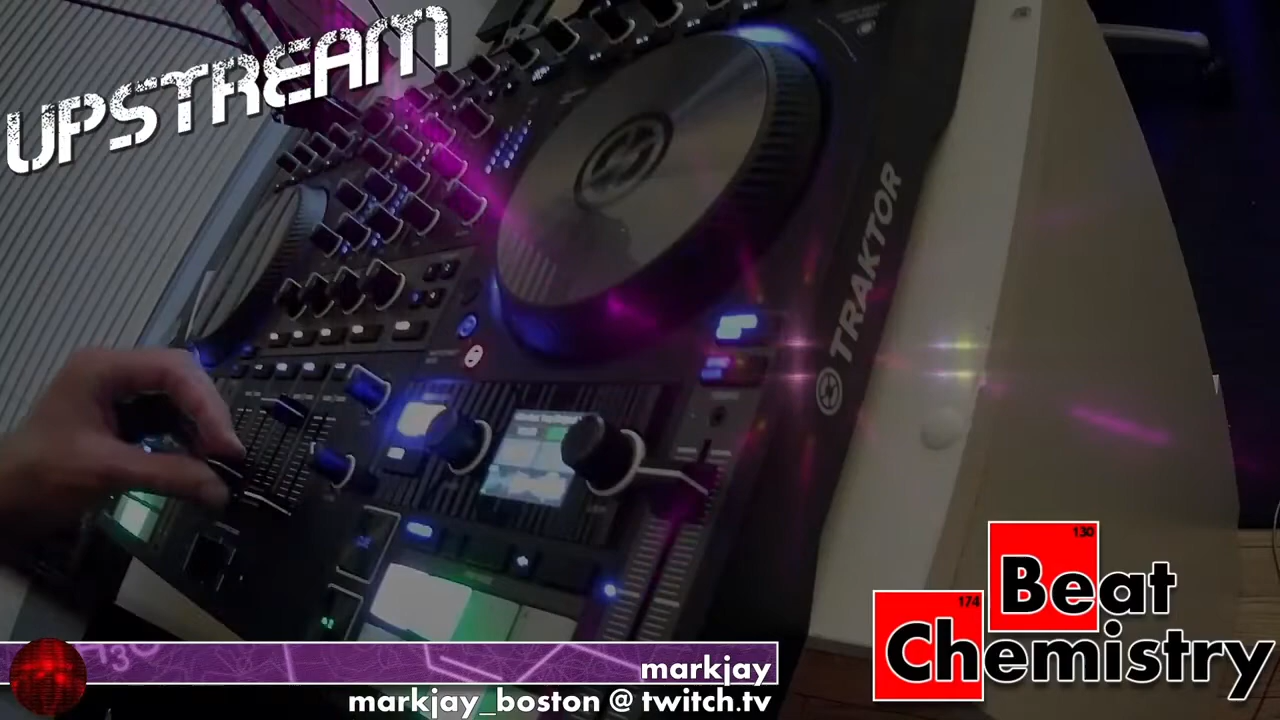 UPSTREAM
TRAKTOR
130
Beat
174
Chemistry
markjay
markjay_boston @ twitch.tv